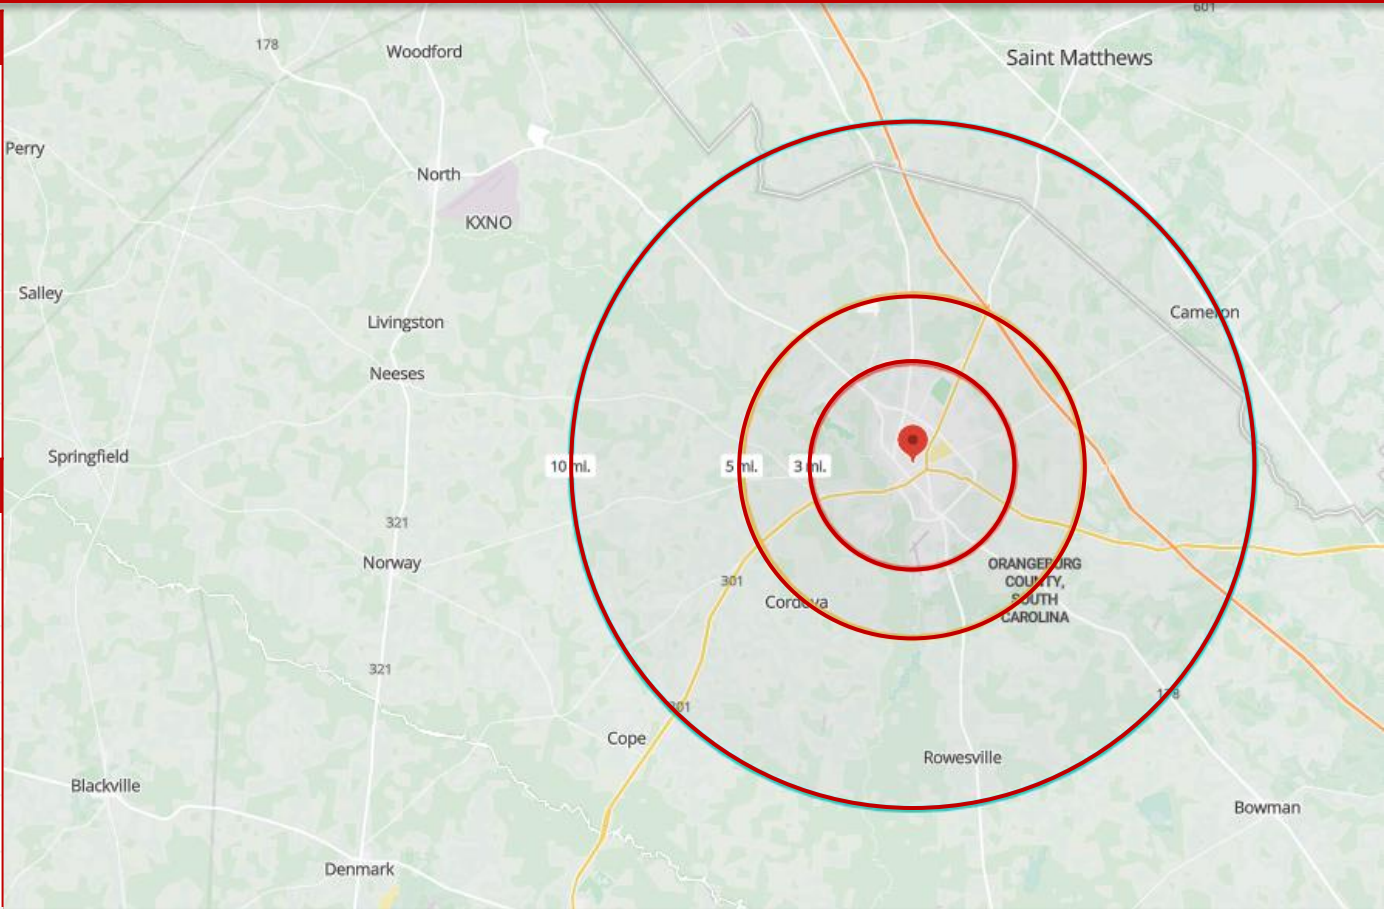 601
178
Woodford
Saint Matthews
Perry
North
KXNO
Salley
Cameron
Livingston
Neeses
Springfield
10 mi.
5 mi.
3 mi.
321
Norway
ORANGEBURG
COUNTY,
SOUTH
CAROLINA
301
Cordova
321
178
301
Cope
Rowesville
Blackville
Bowman
Denmark